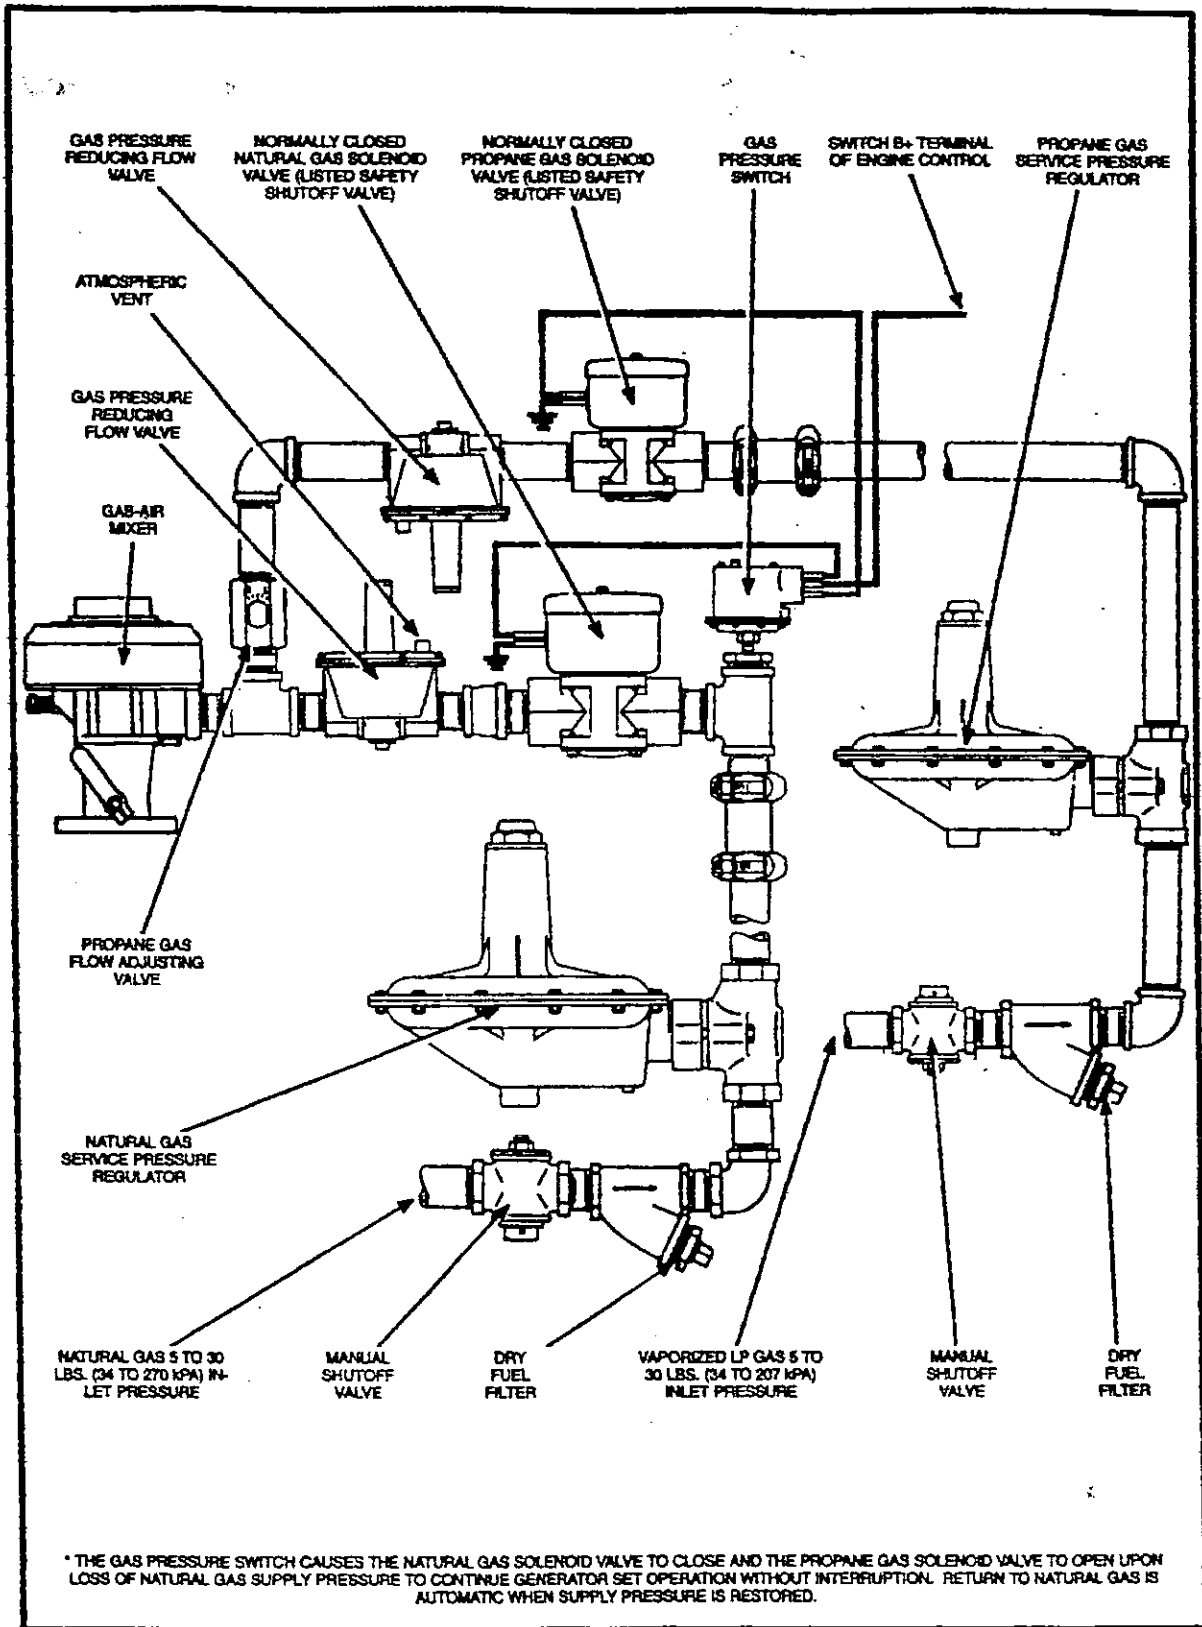 GAS PRESSURE
REDUCING FLOW
VALVE
NORMALLY CLOSED
NATURAL GAS SOLENOID
VALVE (LISTED SAFETY
SHUTOFF VALVE)
NORMALLY CLOSED
PROPANE GAS SOLENOID
VALVE (LISTED SAFETY
SHUTOFF VALVE)
GAS
PRESSURE
SWITCH
SWITCH B+ TERMINAL
OF ENGINE CONTROL
PROPANE GAS
SERVICE PRESSURE
REGULATOR
ATMOSPHERIC
VENT
GAS PRESSURE
REDUCING
FLOW VALVE
GAS-AIR
MIXER
PROPANE GAS
FLOW ADJUSTING
VALVE
NATURAL GAS
SERVICE PRESSURE
REGULATOR
NATURAL GAS 5 TO 30
LBS. (34 TO 270 kPA) IN-
LET PRESSURE
MANUAL
SHUTOFF
VALVE
DRY
FUEL
FILTER
VAPORIZED LP GAS 5 TO
30 LBS. (34 TO 207 kPA)
INLET PRESSURE
MANUAL
SHUTOFF
VALVE
DRY
FUEL
FILTER
* THE GAS PRESSURE SWITCH CAUSES THE NATURAL GAS SOLENOID VALVE TO CLOSE AND THE PROPANE GAS SOLENOID VALVE TO OPEN UPON
LOSS OF NATURAL GAS SUPPLY PRESSURE TO CONTINUE GENERATOR SET OPERATION WITHOUT INTERRUPTION. RETURN TO NATURAL GAS IS
AUTOMATIC WHEN SUPPLY PRESSURE IS RESTORED.